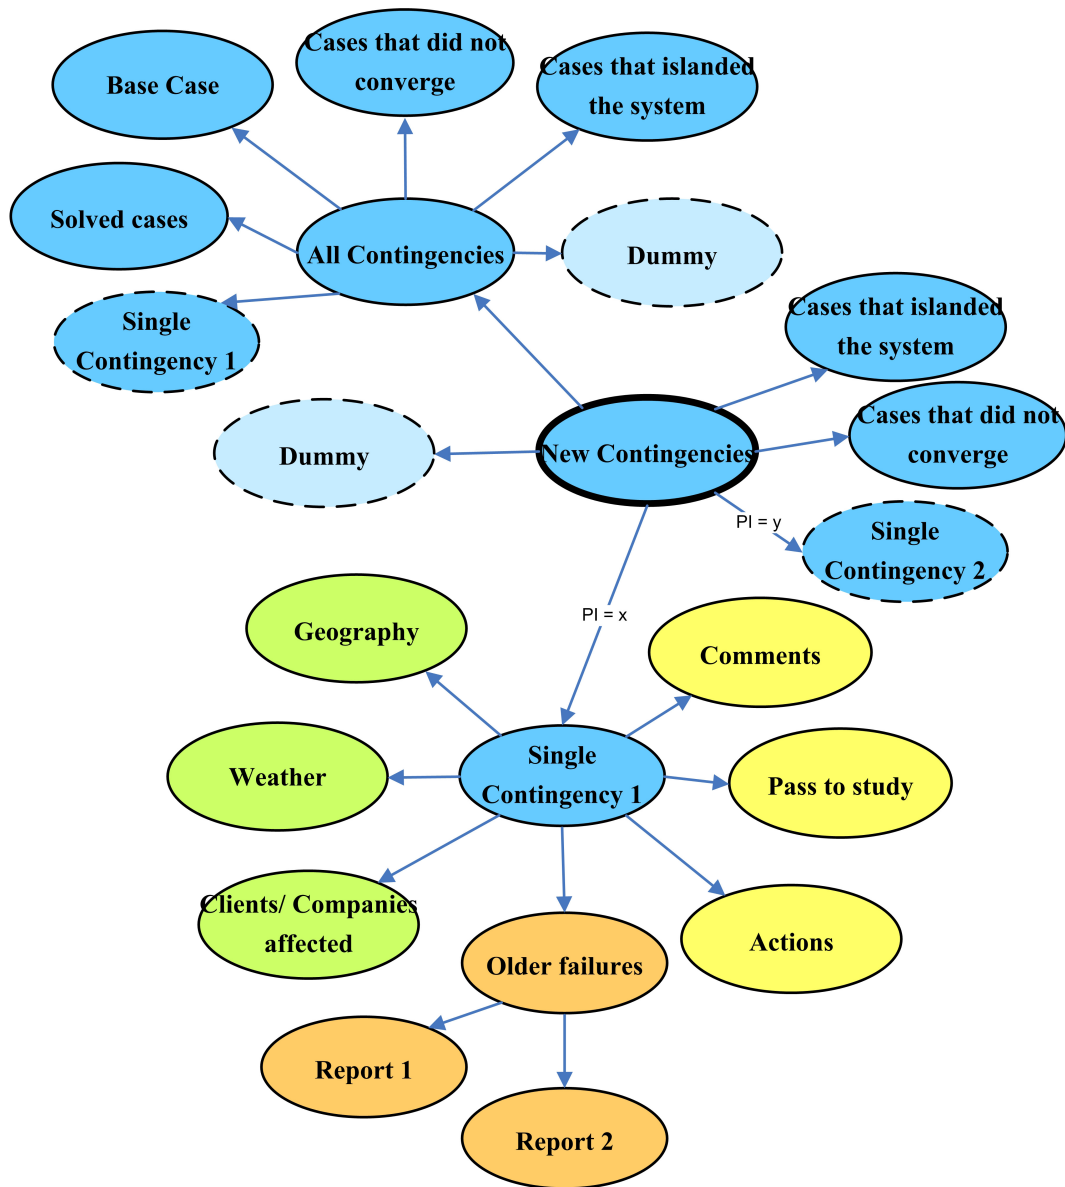 Cases that did not
converge
Cases that islanded
the system
Base Case
Solved cases
All Contingencies
Dummy
Single
Contingency 1
Cases that islanded
the system
Cases that did not
converge
New Contingencies
Dummy
PI = y
Single
Contingency 2
PI = x
Geography
Comments
Single
Contingency 1
Weather
Pass to study
Clients/ Companies
affected
Actions
Older failures
Report 1
Report 2